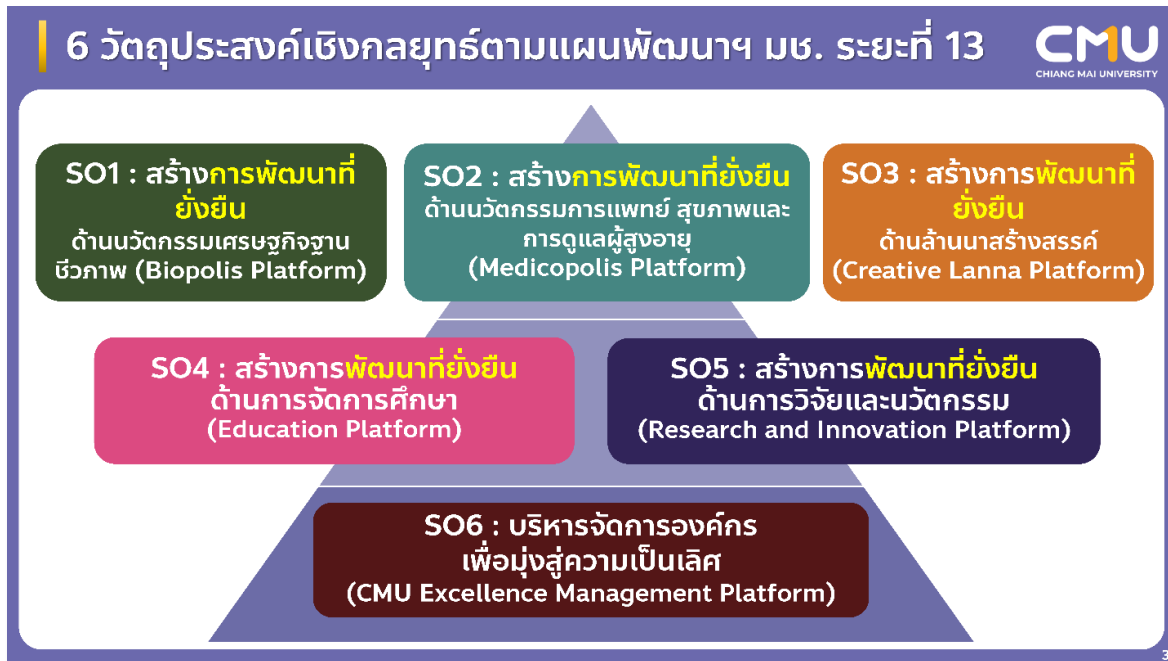 6 วัตถุประสงค์เชิงกลยุทธ์ตามแผนพัฒนาฯ มช. ระยะที่ 13
CMU
CHIANG MAI UNIVERSITY
SO1 : สร้างการพัฒนาที่
ยั่งยืน
ด้านนวัตกรรมเศรษฐกิจฐาน
ชีวภาพ (Biopolis Platform)
SO2 : สร้างการพัฒนาที่ยั่งยืน
ด้านนวัตกรรมการแพทย์ สุขภาพและ
การดูแลผู้สูงอายุ
(Medicopolis Platform)
SO3 : สร้างการพัฒนาที่
ยั่งยืน
ด้านล้านนาสร้างสรรค์
(Creative Lanna Platform)
SO4 : สร้างการพัฒนาที่ยั่งยืน
ด้านการจัดการศึกษา
(Education Platform)
SO5 : สร้างการพัฒนาที่ยั่งยืน
ด้านการวิจัยและนวัตกรรม
(Research and Innovation Platform)
SO6 : บริหารจัดการองค์กร
เพื่อมุ่งสู่ความเป็นเลิศ
(CMU Excellence Management Platform)
3